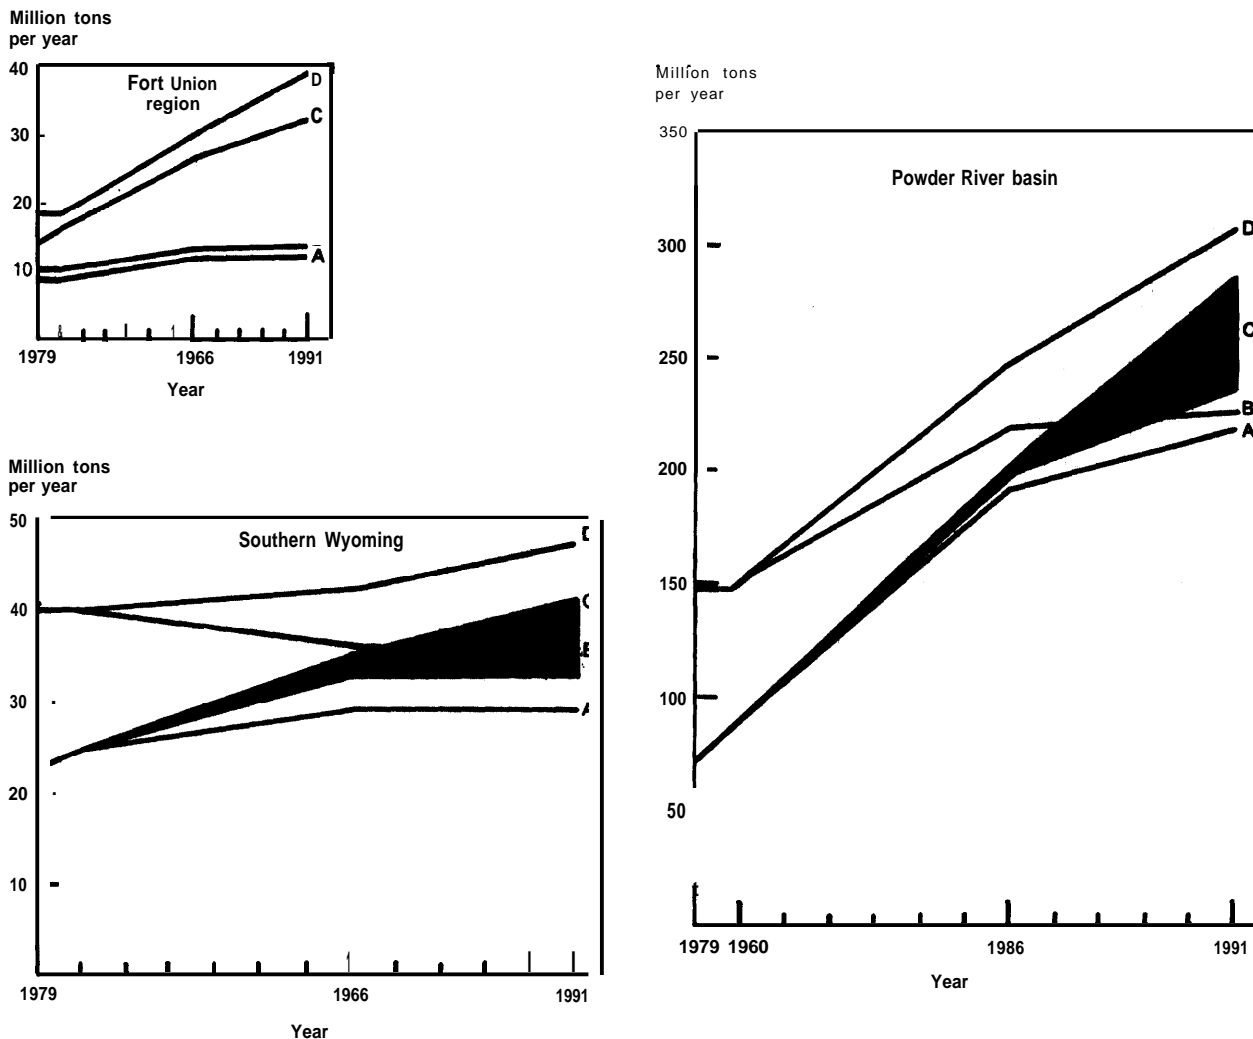 Million tons
per year
40
Fort Union
region
D
C
30
20
10
A
1979
1966
1991
Year
Million tons
per year
50
Southern Wyoming
40
30
A
20
10
1979
1966
1991
Year
Million tons
per year
350
Powder River basin
D
300
C
250
B
A
200
150
100
50
1979 1960
1986
1991
Year